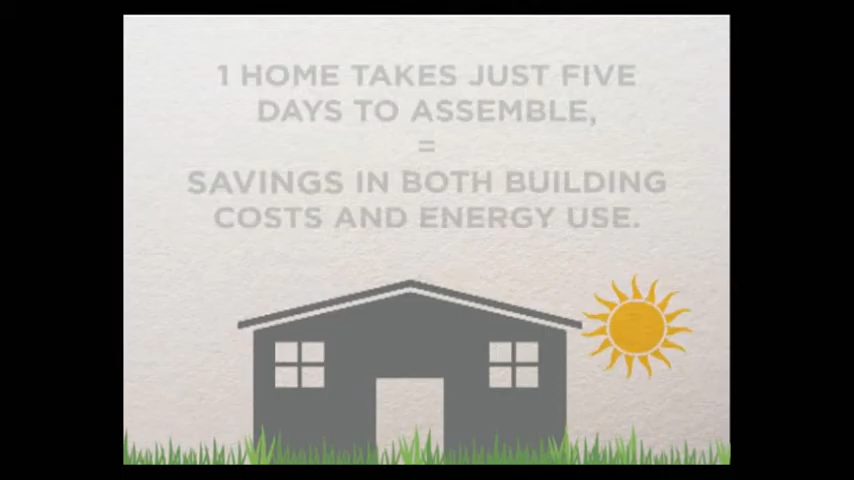 1 HOME TAKES JUST FIVE
DAYS TO ASSEMBLE,
=
SAVINGS IN BOTH BUILDING
COSTS AND ENERGY USE.